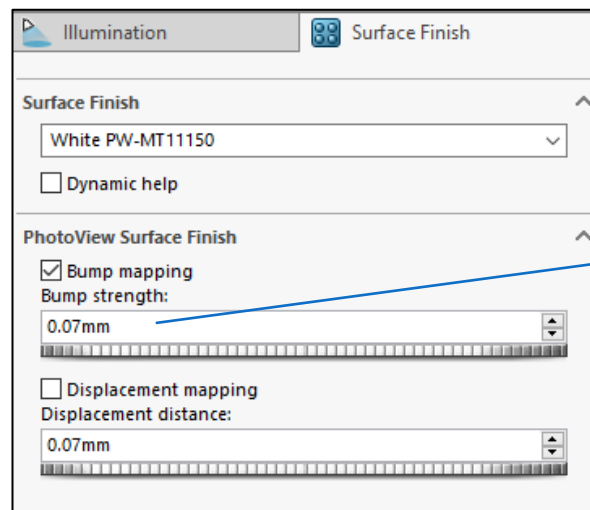 Illumination
Surface Finish
Surface Finish
White PW-MT11150
Dynamic help
PhotoView Surface Finish
Bump mapping
Bump strength:
0.07mm
Displacement mapping
Displacement distance:
0.07mm